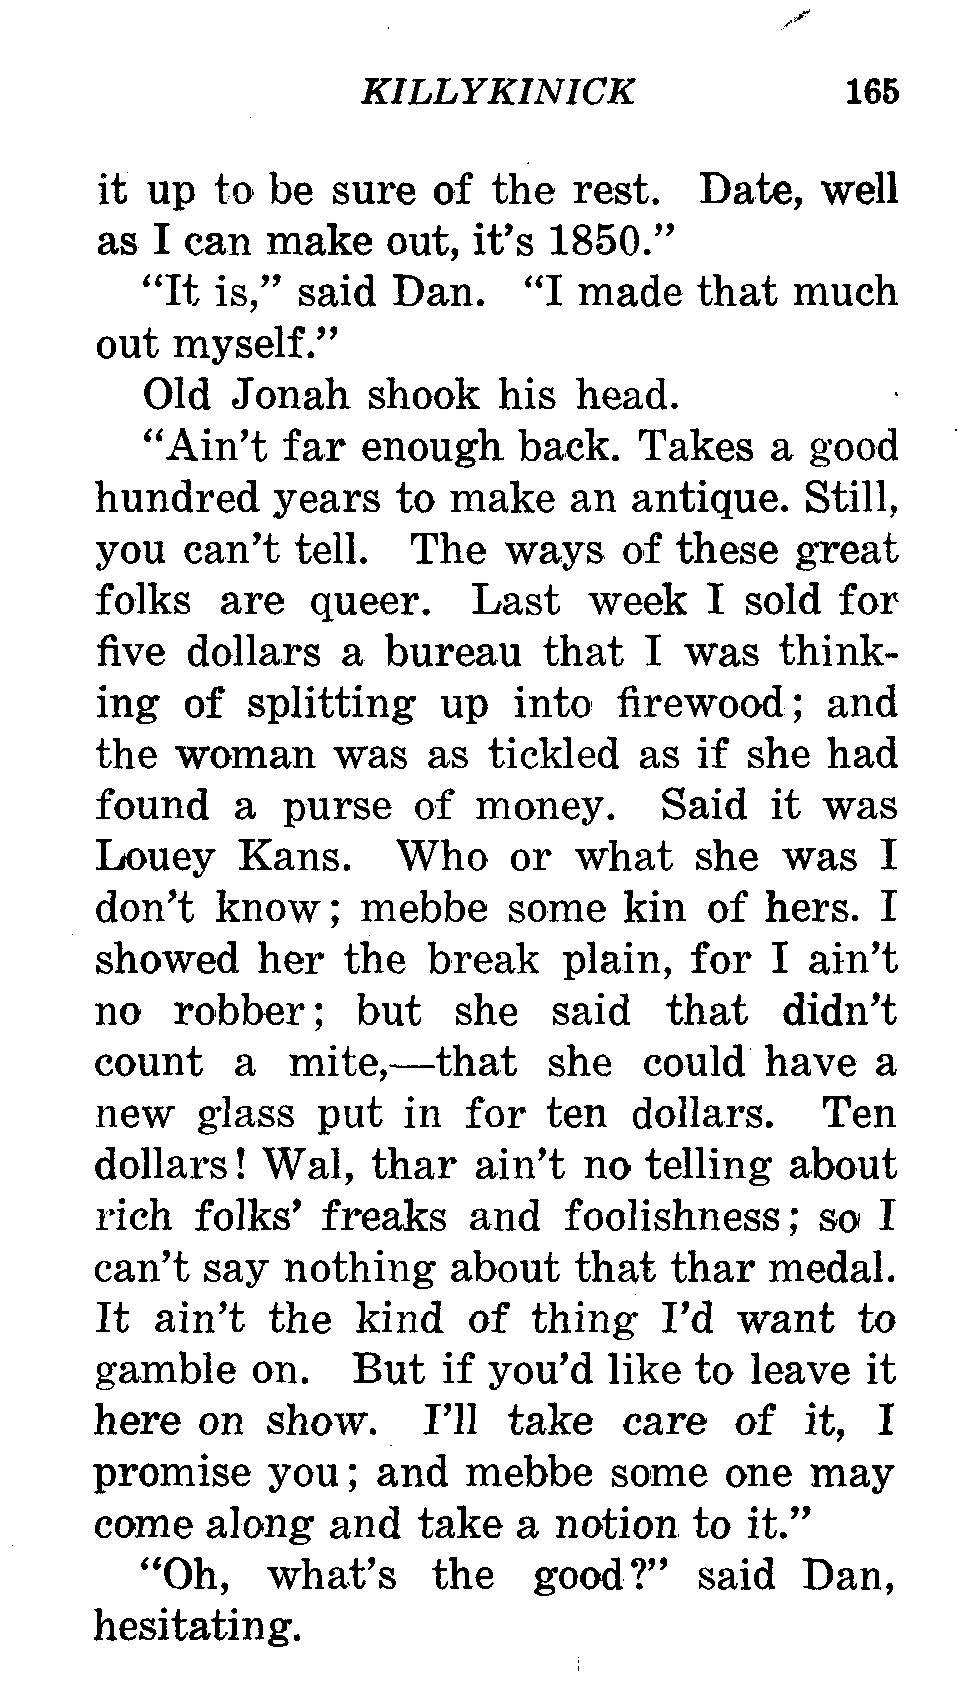 KILLYKINICK 165
it up to be sure of the rest. Date, well
as I can make out, it's 1850."
"It is," said Dan. "I made that much
out myself."
Old Jonah shook his head.
"Ain't far enough back. Takes a good
hundred years to make an antique. Still,
you can't tell. The ways of these great
folks are queer. Last week I sold for
five dollars a bureau that I was think-
ing of splitting up into firewood; and
the woman was as tickled as if she had
found a purse of money. Said it was
Louey Kans. Who or what she was I
don't know; mebbe some kin of hers. I
showed her the break plain, for I ain't
no robber; but she said that didn't
count a mite,—that she could have a
new glass put in for ten dollars. Ten
dollars! Wal, thar ain't no telling about
rich folks' freaks and foolishness; so I
can't say nothing about that thar medal.
It ain't the kind of thing I'd want to
gamble on. But if you'd like to leave it
here on show. I'll take care of it, I
promise you; and mebbe some one may
come along and take a notion to it."
"Oh, what's the good?" said Dan,
hesitating.